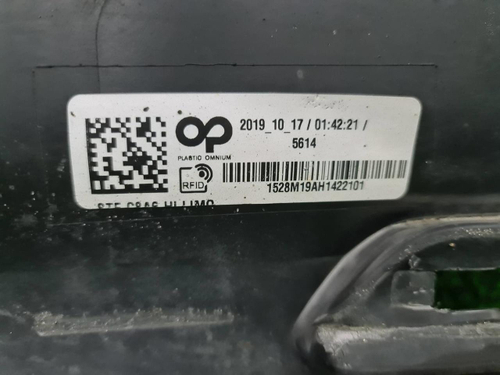 2019_10_17 / 01:42:21 /
5614
PLASTIC OMNIUM
RFID
1528M19AH1422101